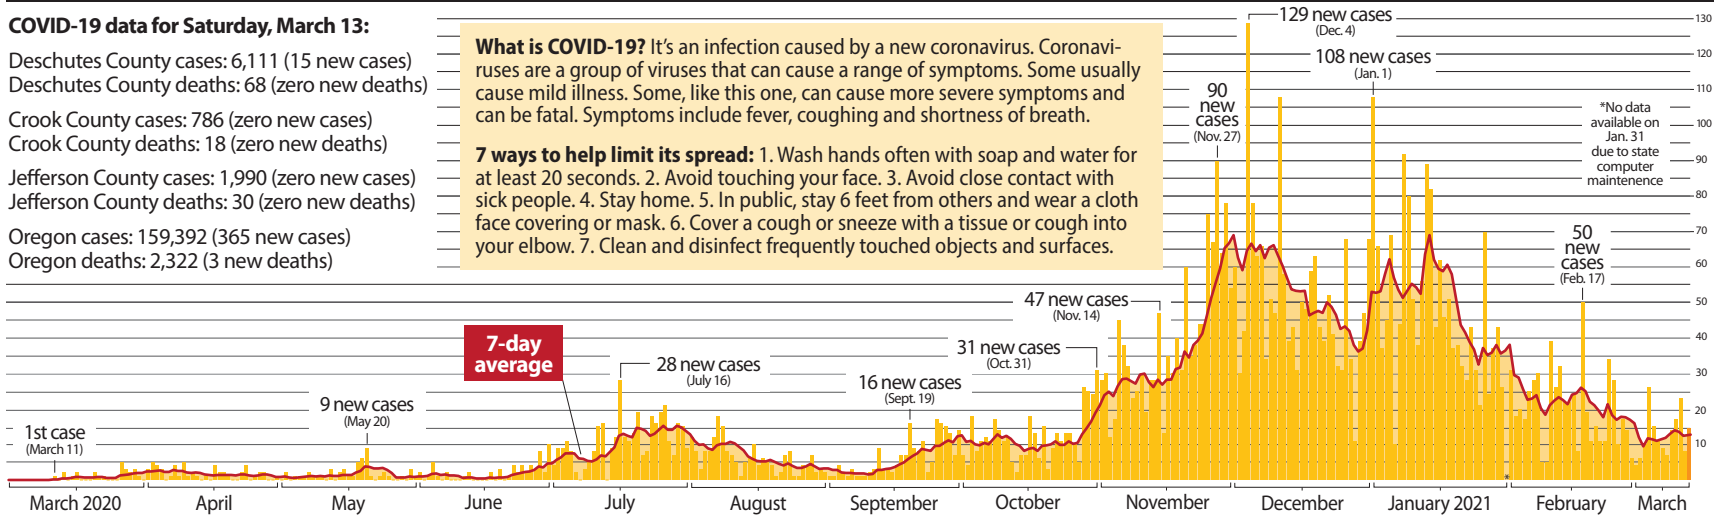 COVID-19 data for Saturday, March 13:
Deschutes County cases: 6,111 (15 new cases)
Deschutes County deaths: 68 (zero new deaths)
Crook County cases: 786 (zero new cases)
Crook County deaths: 18 (zero new deaths)
Jefferson County cases: 1,990 (zero new cases)
Jefferson County deaths: 30 (zero new deaths)
Oregon cases: 159,392 (365 new cases)
Oregon deaths: 2,322 (3 new deaths)
What is COVID-19? It’s an infection caused by a new coronavirus. Coronavi-
ruses are a group of viruses that can cause a range of symptoms. Some usually
cause mild illness. Some, like this one, can cause more severe symptoms and
can be fatal. Symptoms include fever, coughing and shortness of breath.
7 ways to help limit its spread: 1. Wash hands often with soap and water for
at least 20 seconds. 2. Avoid touching your face. 3. Avoid close contact with
sick people. 4. Stay home. 5. In public, stay 6 feet from others and wear a cloth
face covering or mask. 6. Cover a cough or sneeze with a tissue or cough into
your elbow. 7. Clean and disinfect frequently touched objects and surfaces.
1st case
(March 11)
9 new cases
(May 20)
7-day
average
28 new cases
(July 16)
16 new cases
(Sept. 19)
31 new cases
(Oct. 31)
47 new cases
(Nov. 14)
90
new
cases
(Nov. 27)
129 new cases
(Dec. 4)
108 new cases
(Jan. 1)
50
new
cases
(Feb. 17)
*No data
available on
Jan. 31
due to state
computer
maintenence
130
120
110
100
90
80
70
60
50
40
30
20
10
*
March 2020
April
May
June
July
August
September
October
November
December
January 2021
February
March